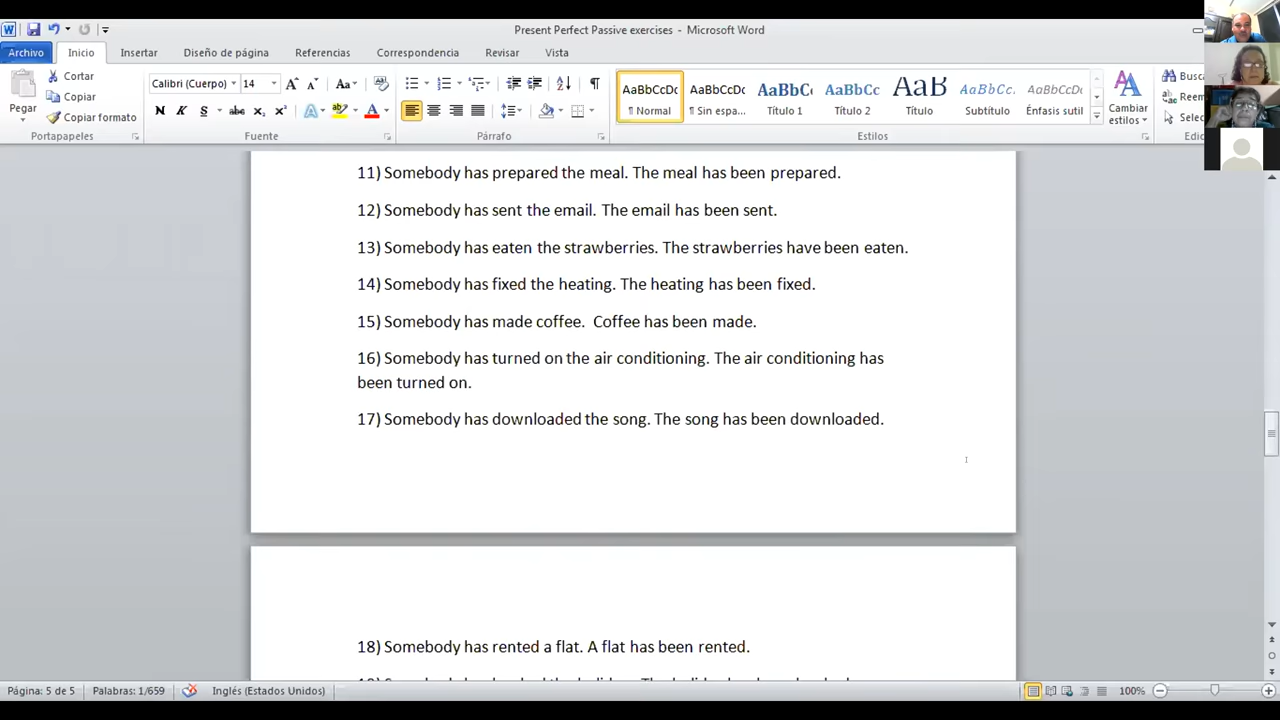 Present Perfect Passive exercises - Microsoft Word
Archivo Inicio Insertar Diseño de página Referencias Correspondencia Revisar Vista
Cortar
Copiar
Copiar formato
Pegar
Portapapeles
Calibri (Cuerpo) 14
N K S abc x₂ x²
Fuente
Párrafo
AaBbCcDc AaBbCcDc AaBbC AaBbCc AaB AaBbCc. AaBbCcDc
¶ Normal ¶ Sin espa... Título 1 Título 2 Título Subtítulo Énfasis sutil
Cambiar estilos
Estilos
11) Somebody has prepared the meal. The meal has been prepared.
12) Somebody has sent the email. The email has been sent.
13) Somebody has eaten the strawberries. The strawberries have been eaten.
14) Somebody has fixed the heating. The heating has been fixed.
15) Somebody has made coffee.  Coffee has been made.
16) Somebody has turned on the air conditioning. The air conditioning has
been turned on.
17) Somebody has downloaded the song. The song has been downloaded.
18) Somebody has rented a flat. A flat has been rented.
Página: 5 de 5 Palabras: 1/659 Inglés (Estados Unidos) 100%